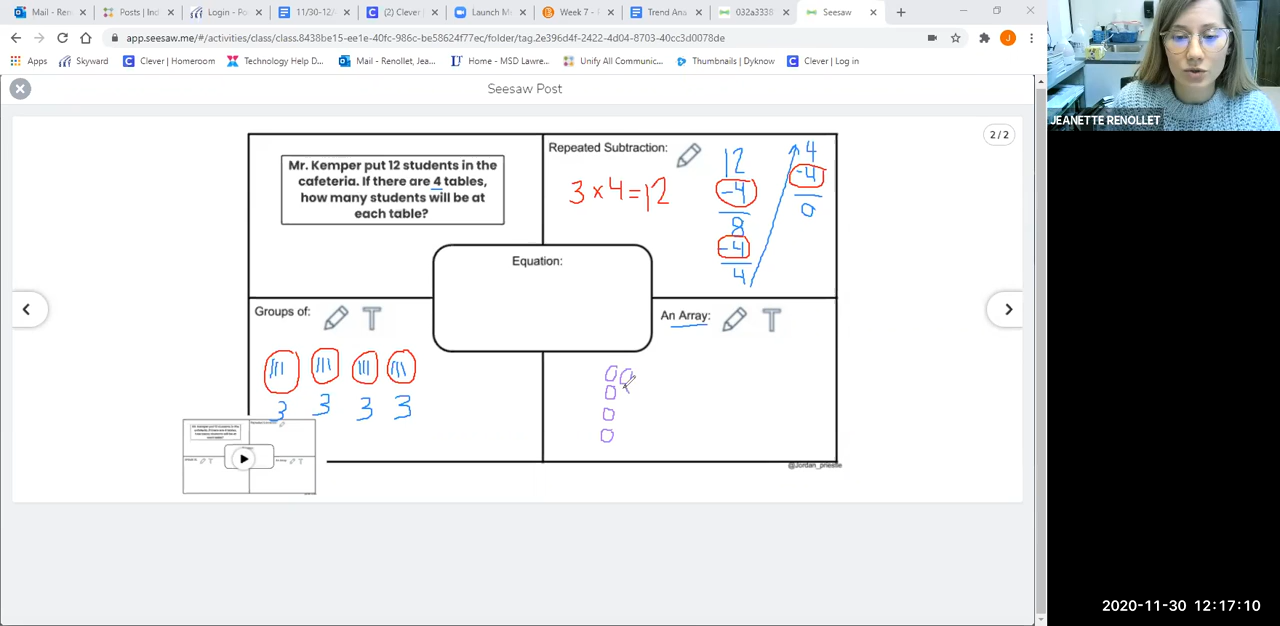 Mail - Ren
Posts | Ind
Login - Po
11/30-12/
(2) Clever |
Launch M
Week 7 -
Trend Ana
032a3338
Seesaw
app.seesaw.me/#/activities/class/class.8438be15-ee1e-40fc-986c-be58624f77ec/folder/tag.2e396d4f-2422-4d04-8703-40cc3d0078de
J
Apps
Skyward
Clever | Homeroom
Technology Help D...
Mail - Renollet, Jea...
Home - MSD Lawre...
Unify All Communic...
Thumbnails | Dyknow
Clever | Log in
Seesaw Post
JEANETTE RENOLLET
2/2
Mr. Kemper put 12 students in the
cafeteria. If there are 4 tables,
how many students will be at
each table?
Repeated Subtraction:
3 × 4 = 12
12
-4
8
-4
4
4
-4
0
Equation:
Groups of:
T
3 3 3 3
An Array:
T
@Jordan_priestle
2020-11-30 12:17:10